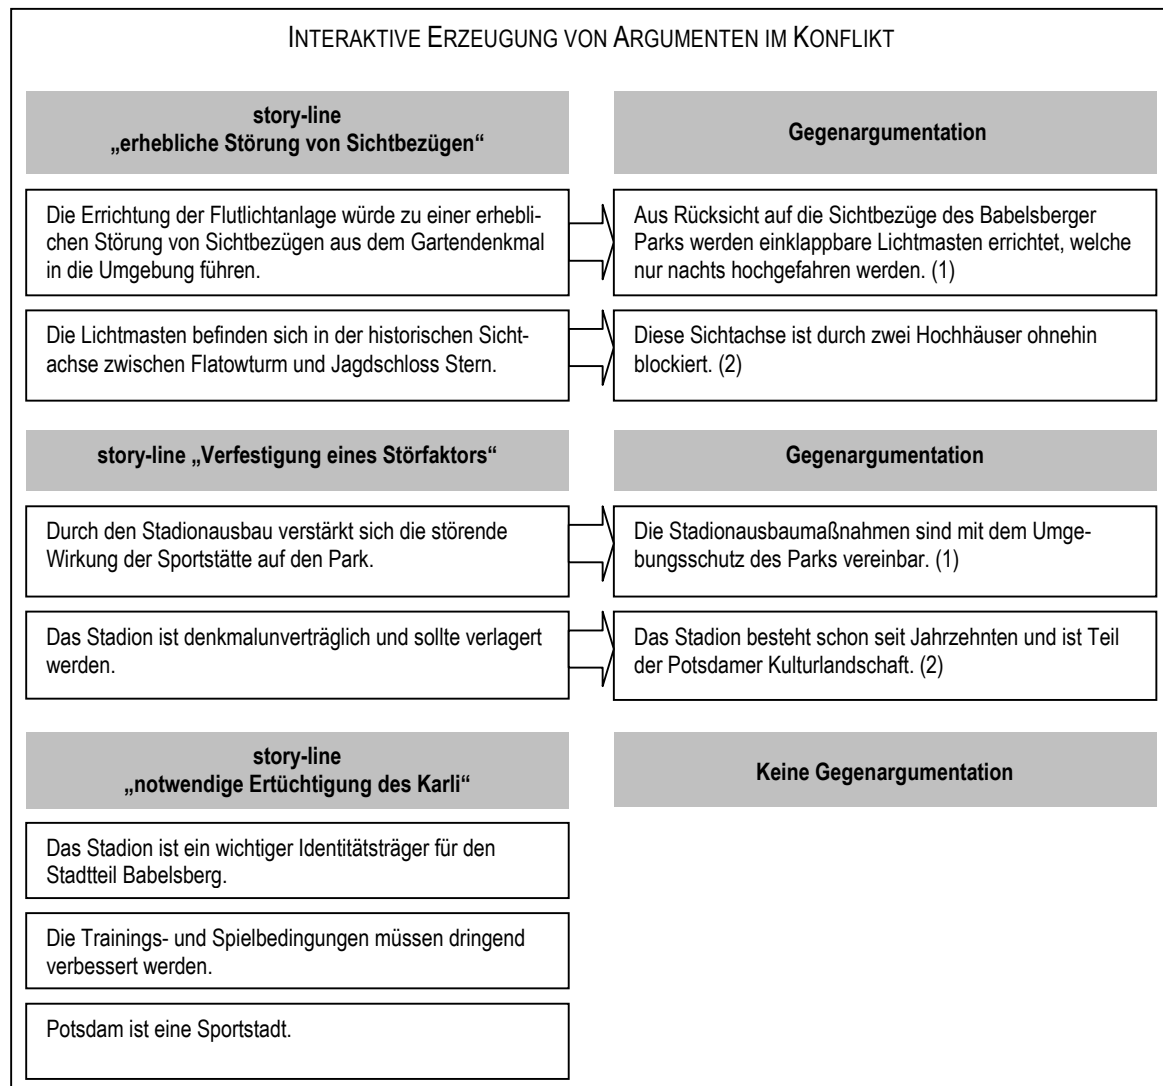 INTERAKTIVE ERZEUGUNG VON ARGUMENTEN IM KONFLIKT
story-line
„erhebliche Störung von Sichtbezügen“
Gegenargumentation
Die Errichtung der Flutlichtanlage würde zu einer erhebli-
chen Störung von Sichtbezügen aus dem Gartendenkmal
in die Umgebung führen.
Aus Rücksicht auf die Sichtbezüge des Babelsberger
Parks werden einklappbare Lichtmasten errichtet, welche
nur nachts hochgefahren werden. (1)
Die Lichtmasten befinden sich in der historischen Sicht-
achse zwischen Flatowturm und Jagdschloss Stern.
Diese Sichtachse ist durch zwei Hochhäuser ohnehin
blockiert. (2)
story-line „Verfestigung eines Störfaktors“
Gegenargumentation
Durch den Stadionausbau verstärkt sich die störende
Wirkung der Sportstätte auf den Park.
Die Stadionausbaumaßnahmen sind mit dem Umge-
bungsschutz des Parks vereinbar. (1)
Das Stadion ist denkmalunverträglich und sollte verlagert
werden.
Das Stadion besteht schon seit Jahrzehnten und ist Teil
der Potsdamer Kulturlandschaft. (2)
story-line
„notwendige Ertüchtigung des Karli“
Keine Gegenargumentation
Das Stadion ist ein wichtiger Identitätsträger für den
Stadtteil Babelsberg.
Die Trainings- und Spielbedingungen müssen dringend
verbessert werden.
Potsdam ist eine Sportstadt.